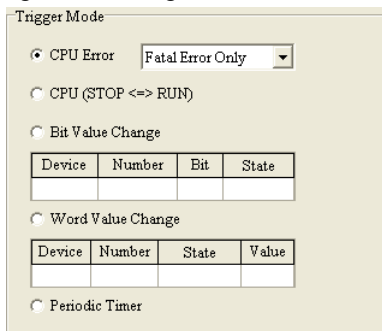 Trigger Mode
CPU Error Fatal Error Only
CPU (STOP <=> RUN)
Bit Value Change
Device Number Bit State
Word Value Change
Device Number State Value
Periodic Timer